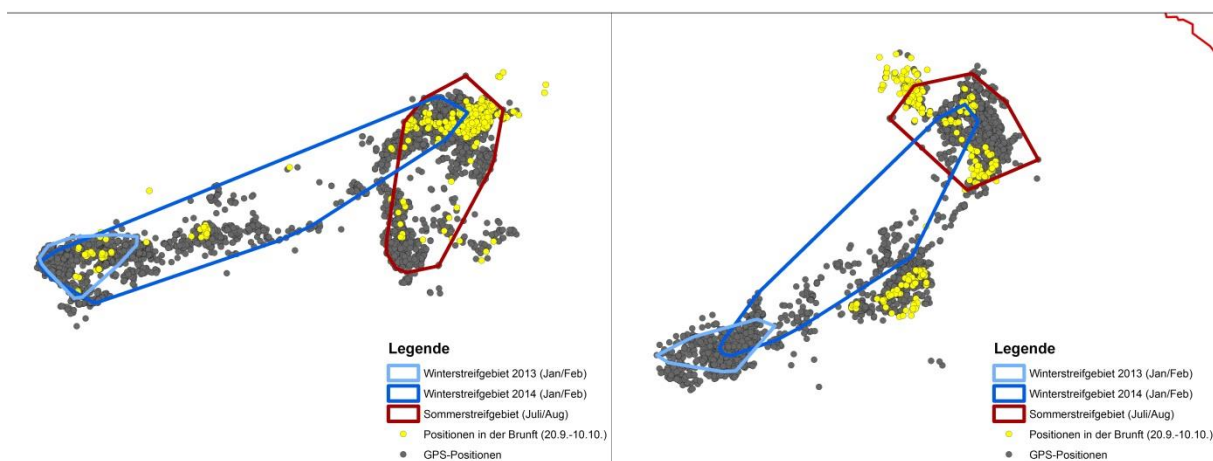 Legende
Winterstreifgebiet 2013 (Jan/Feb)
Winterstreifgebiet 2014 (Jan/Feb)
Sommerstreifgebiet (Juli/Aug)
Positionen in der Brunft (20.9.-10.10.)
GPS-Positionen
Legende
Winterstreifgebiet 2013 (Jan/Feb)
Winterstreifgebiet 2014 (Jan/Feb)
Sommerstreifgebiet (Juli/Aug)
Positionen in der Brunft (20.9.-10.10.)
GPS-Positionen